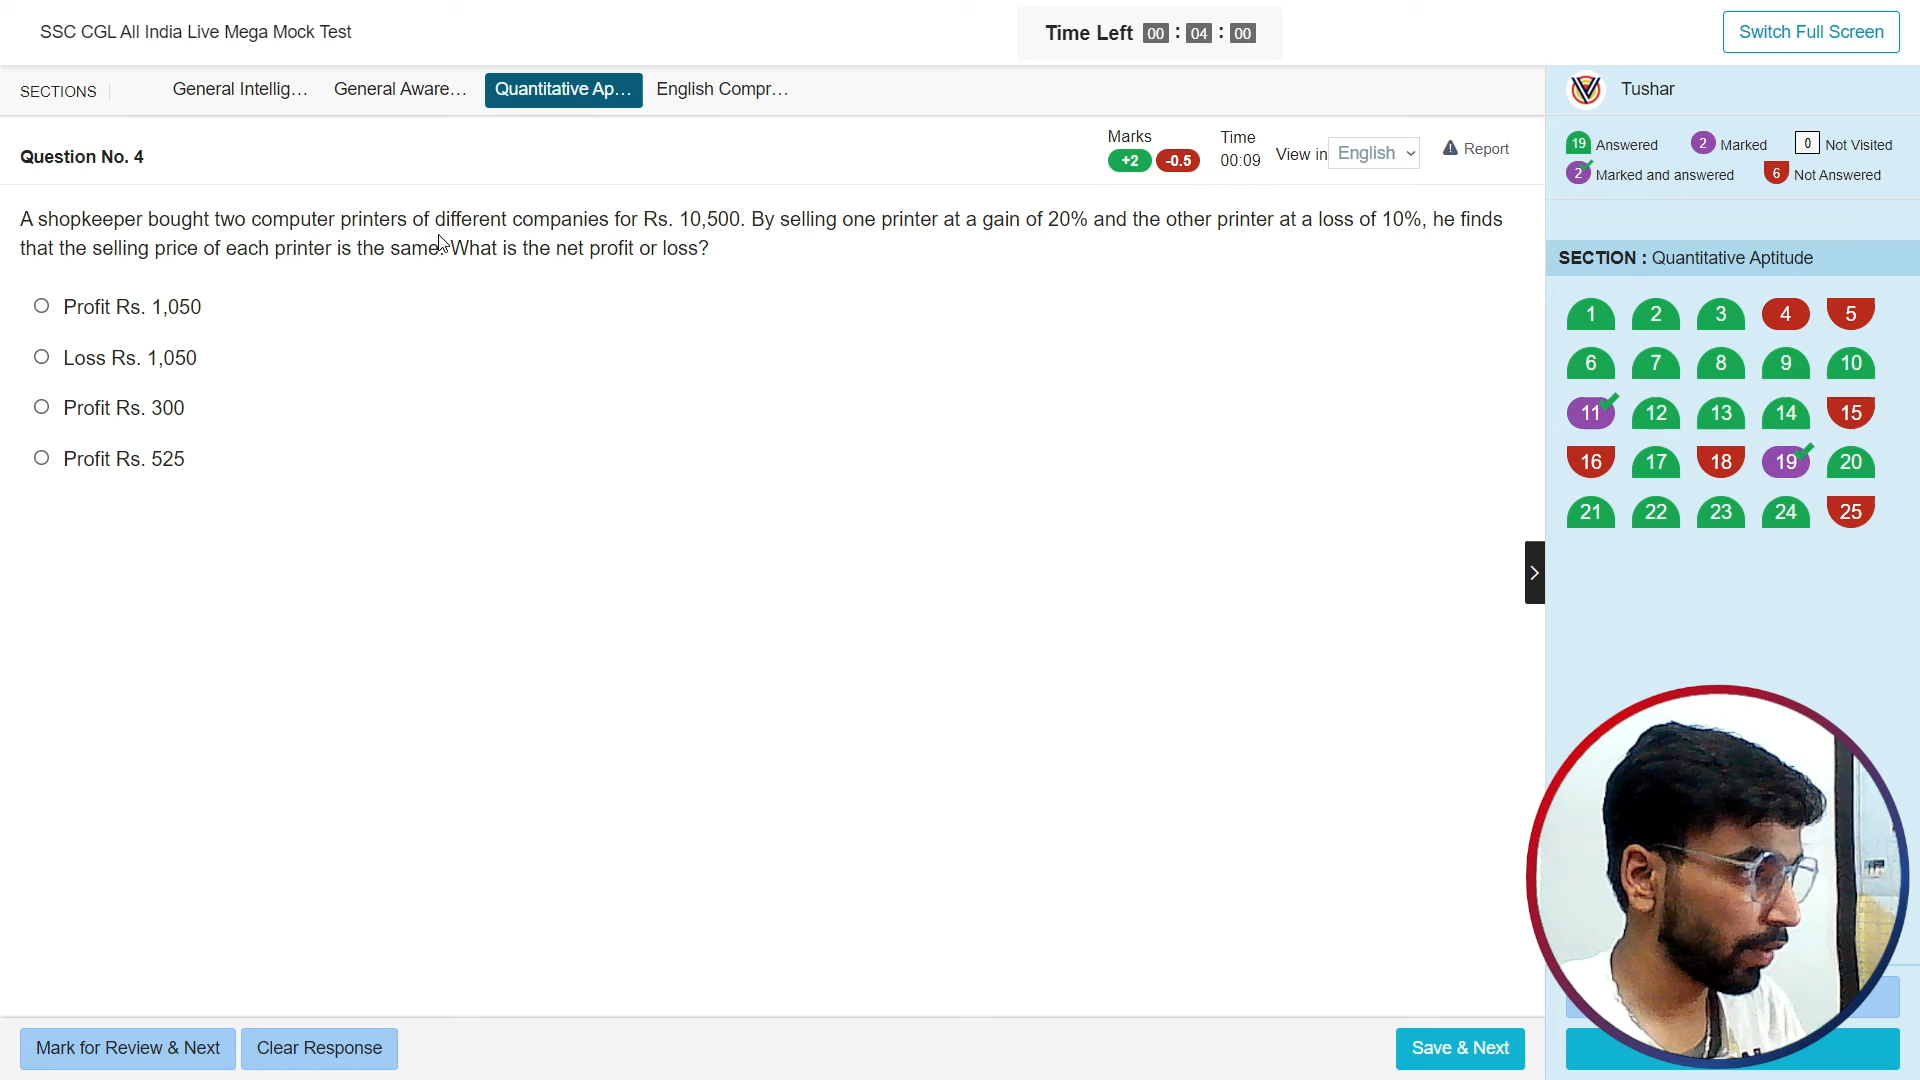 SSC CGL All India Live Mega Mock Test
Time Left 00 : 04 : 00
Switch Full Screen
SECTIONS
General Intellig...
General Aware...
Quantitative Ap...
English Compr...
Tushar
Question No. 4
Marks
+2 -0.5
Time
00:09
View in English
Report
19 Answered
2 Marked
0 Not Visited
2 Marked and answered
6 Not Answered
A shopkeeper bought two computer printers of different companies for Rs. 10,500. By selling one printer at a gain of 20% and the other printer at a loss of 10%, he finds
that the selling price of each printer is the same. What is the net profit or loss?
Profit Rs. 1,050
Loss Rs. 1,050
Profit Rs. 300
Profit Rs. 525
SECTION : Quantitative Aptitude
1 2 3 4 5
6 7 8 9 10
11 12 13 14 15
16 17 18 19 20
21 22 23 24 25
Mark for Review & Next
Clear Response
Save & Next